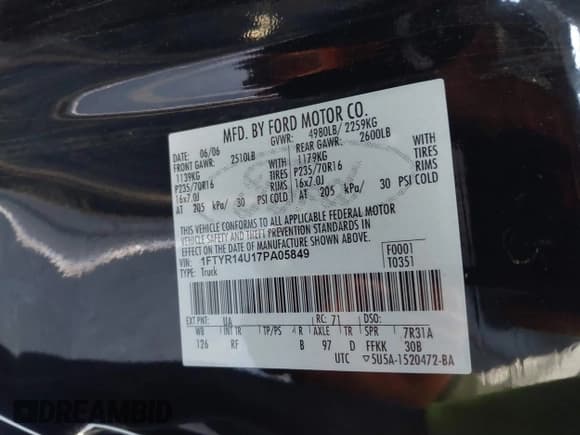 MFD. BY FORD MOTOR CO.
DATE: 06/06 GVWR: 4980LB/ 2259KG
FRONT GAWR: 2510LB REAR GAWR: 2600LB
1139KG WITH 1179KG WITH
P235/70R16 TIRES P235/70R16 TIRES
16x7.0J RIMS 16x7.0J RIMS
AT 205 kPa/ 30 PSI COLD AT 205 kPa/ 30 PSI COLD
THIS VEHICLE CONFORMS TO ALL APPLICABLE FEDERAL MOTOR
VEHICLE SAFETY AND THEFT PREVENTION STANDARDS IN
EFFECT ON THE DATE OF MANUFACTURE SHOWN ABOVE.
VIN: 1FTYR14U17PA05849 F0001
TYPE: Truck T0351
EXT PNT: UA RC: 71 DSO:
WB INT TR TP/PS R AXLE TR SPR 7R31A
126 RF B 97 D FFKK 30B
UTC ▽5U5A-1520472-BA
DREAMBID